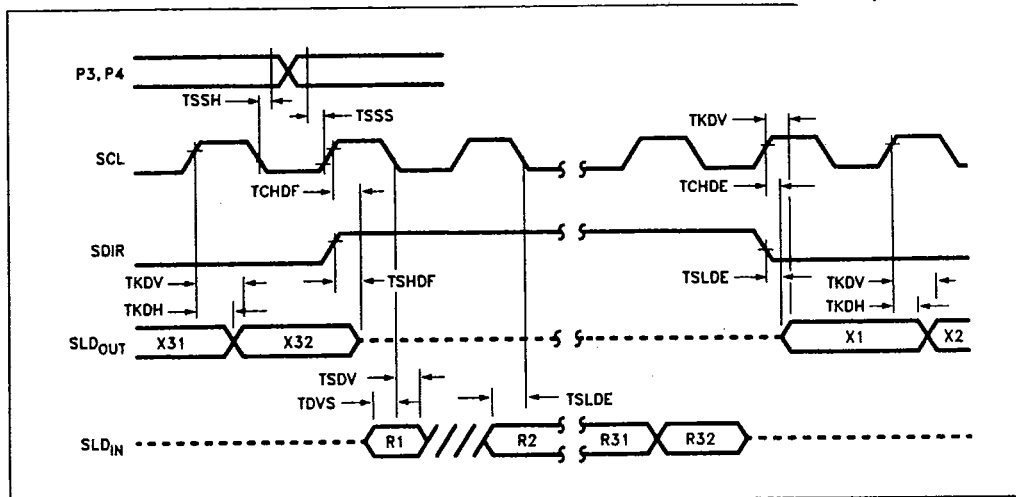 P3, P4
TSSH
TSSS
TKDV
SCL
TCHDF
TCHDE
SDIR
TKDV
TSHDF
TSLDE
TKDV
TKDH
TKDH
SLDOUT
X31
X32
X1
X2
TSDV
TDVS
TSLDE
SLDIN
R1
R2
R31
R32